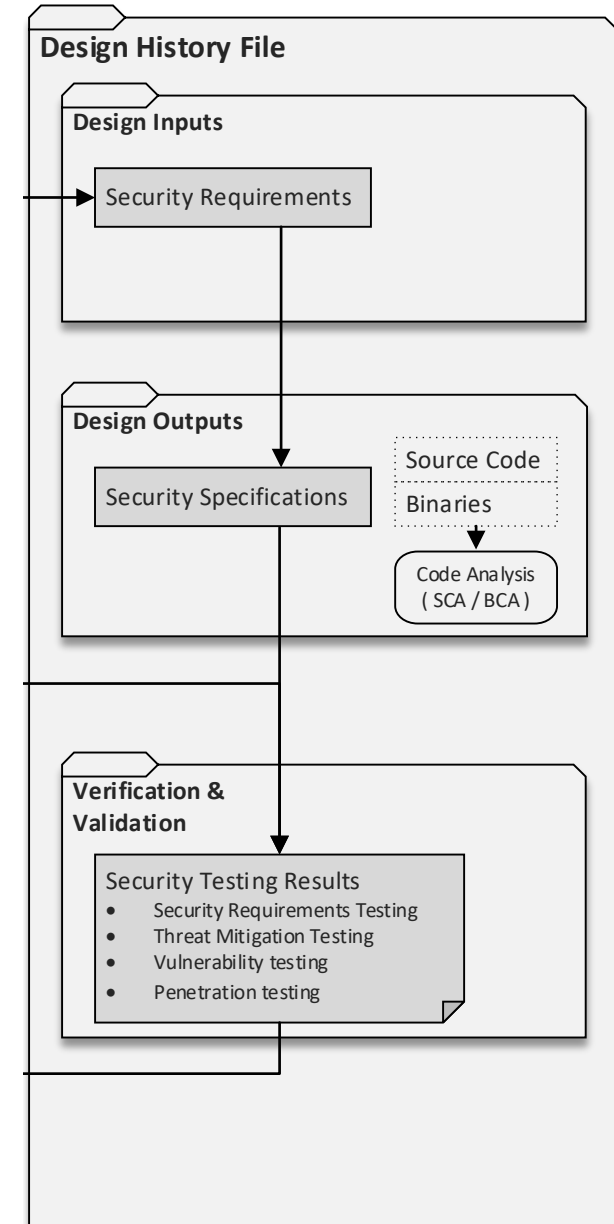 Design History File
Design Inputs
Security Requirements
Design Outputs
Security Specifications
Source Code
Binaries
Code Analysis
( SCA / BCA )
Verification &
Validation
Security Testing Results
• Security Requirements Testing
• Threat Mitigation Testing
• Vulnerability testing
• Penetration testing